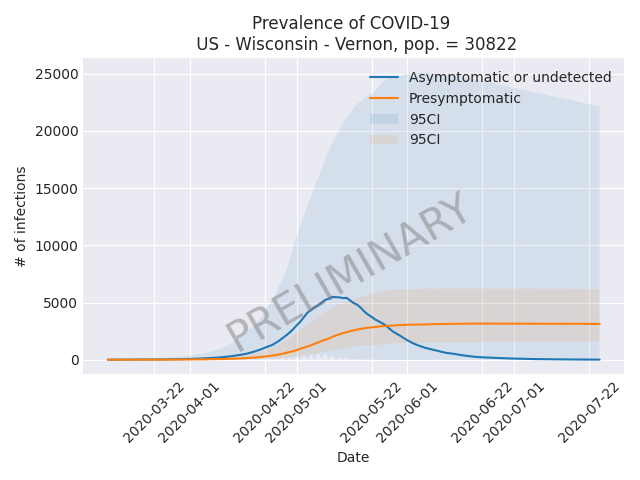 Prevalence of COVID-19
US - Wisconsin - Vernon, pop. = 30822
Asymptomatic or undetected
Presymptomatic
95CI
95CI
PRELIMINARY
# of infections
25000
20000
15000
10000
5000
0
2020-03-22
2020-04-01
2020-04-22
2020-05-01
2020-05-22
2020-06-01
2020-06-22
2020-07-01
2020-07-22
Date